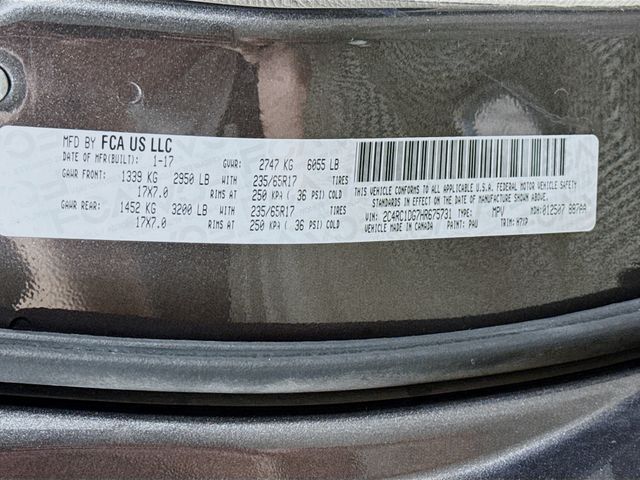 MFD BY FCA US LLC
DATE OF MFR(BUILT): 1-17 GVWR: 2747 KG 6055 LB
GAWR FRONT: 1339 KG 2950 LB WITH 235/65R17 TIRES
17X7.0 RIMS AT 250 KPA ( 36 PSI) COLD
GAWR REAR: 1452 KG 3200 LB WITH 235/65R17 TIRES
17X7.0 RIMS AT 250 KPA ( 36 PSI) COLD
THIS VEHICLE CONFORMS TO ALL APPLICABLE U.S.A. FEDERAL MOTOR VEHICLE SAFETY
STANDARDS IN EFFECT ON THE DATE OF MANUFACTURE SHOWN ABOVE.
VIN: 2C4RC1DG7HR675731 TYPE: MPV MDH: 012507 887AA
VEHICLE MADE IN CANADA PAINT: PAU TRIM: H7XP